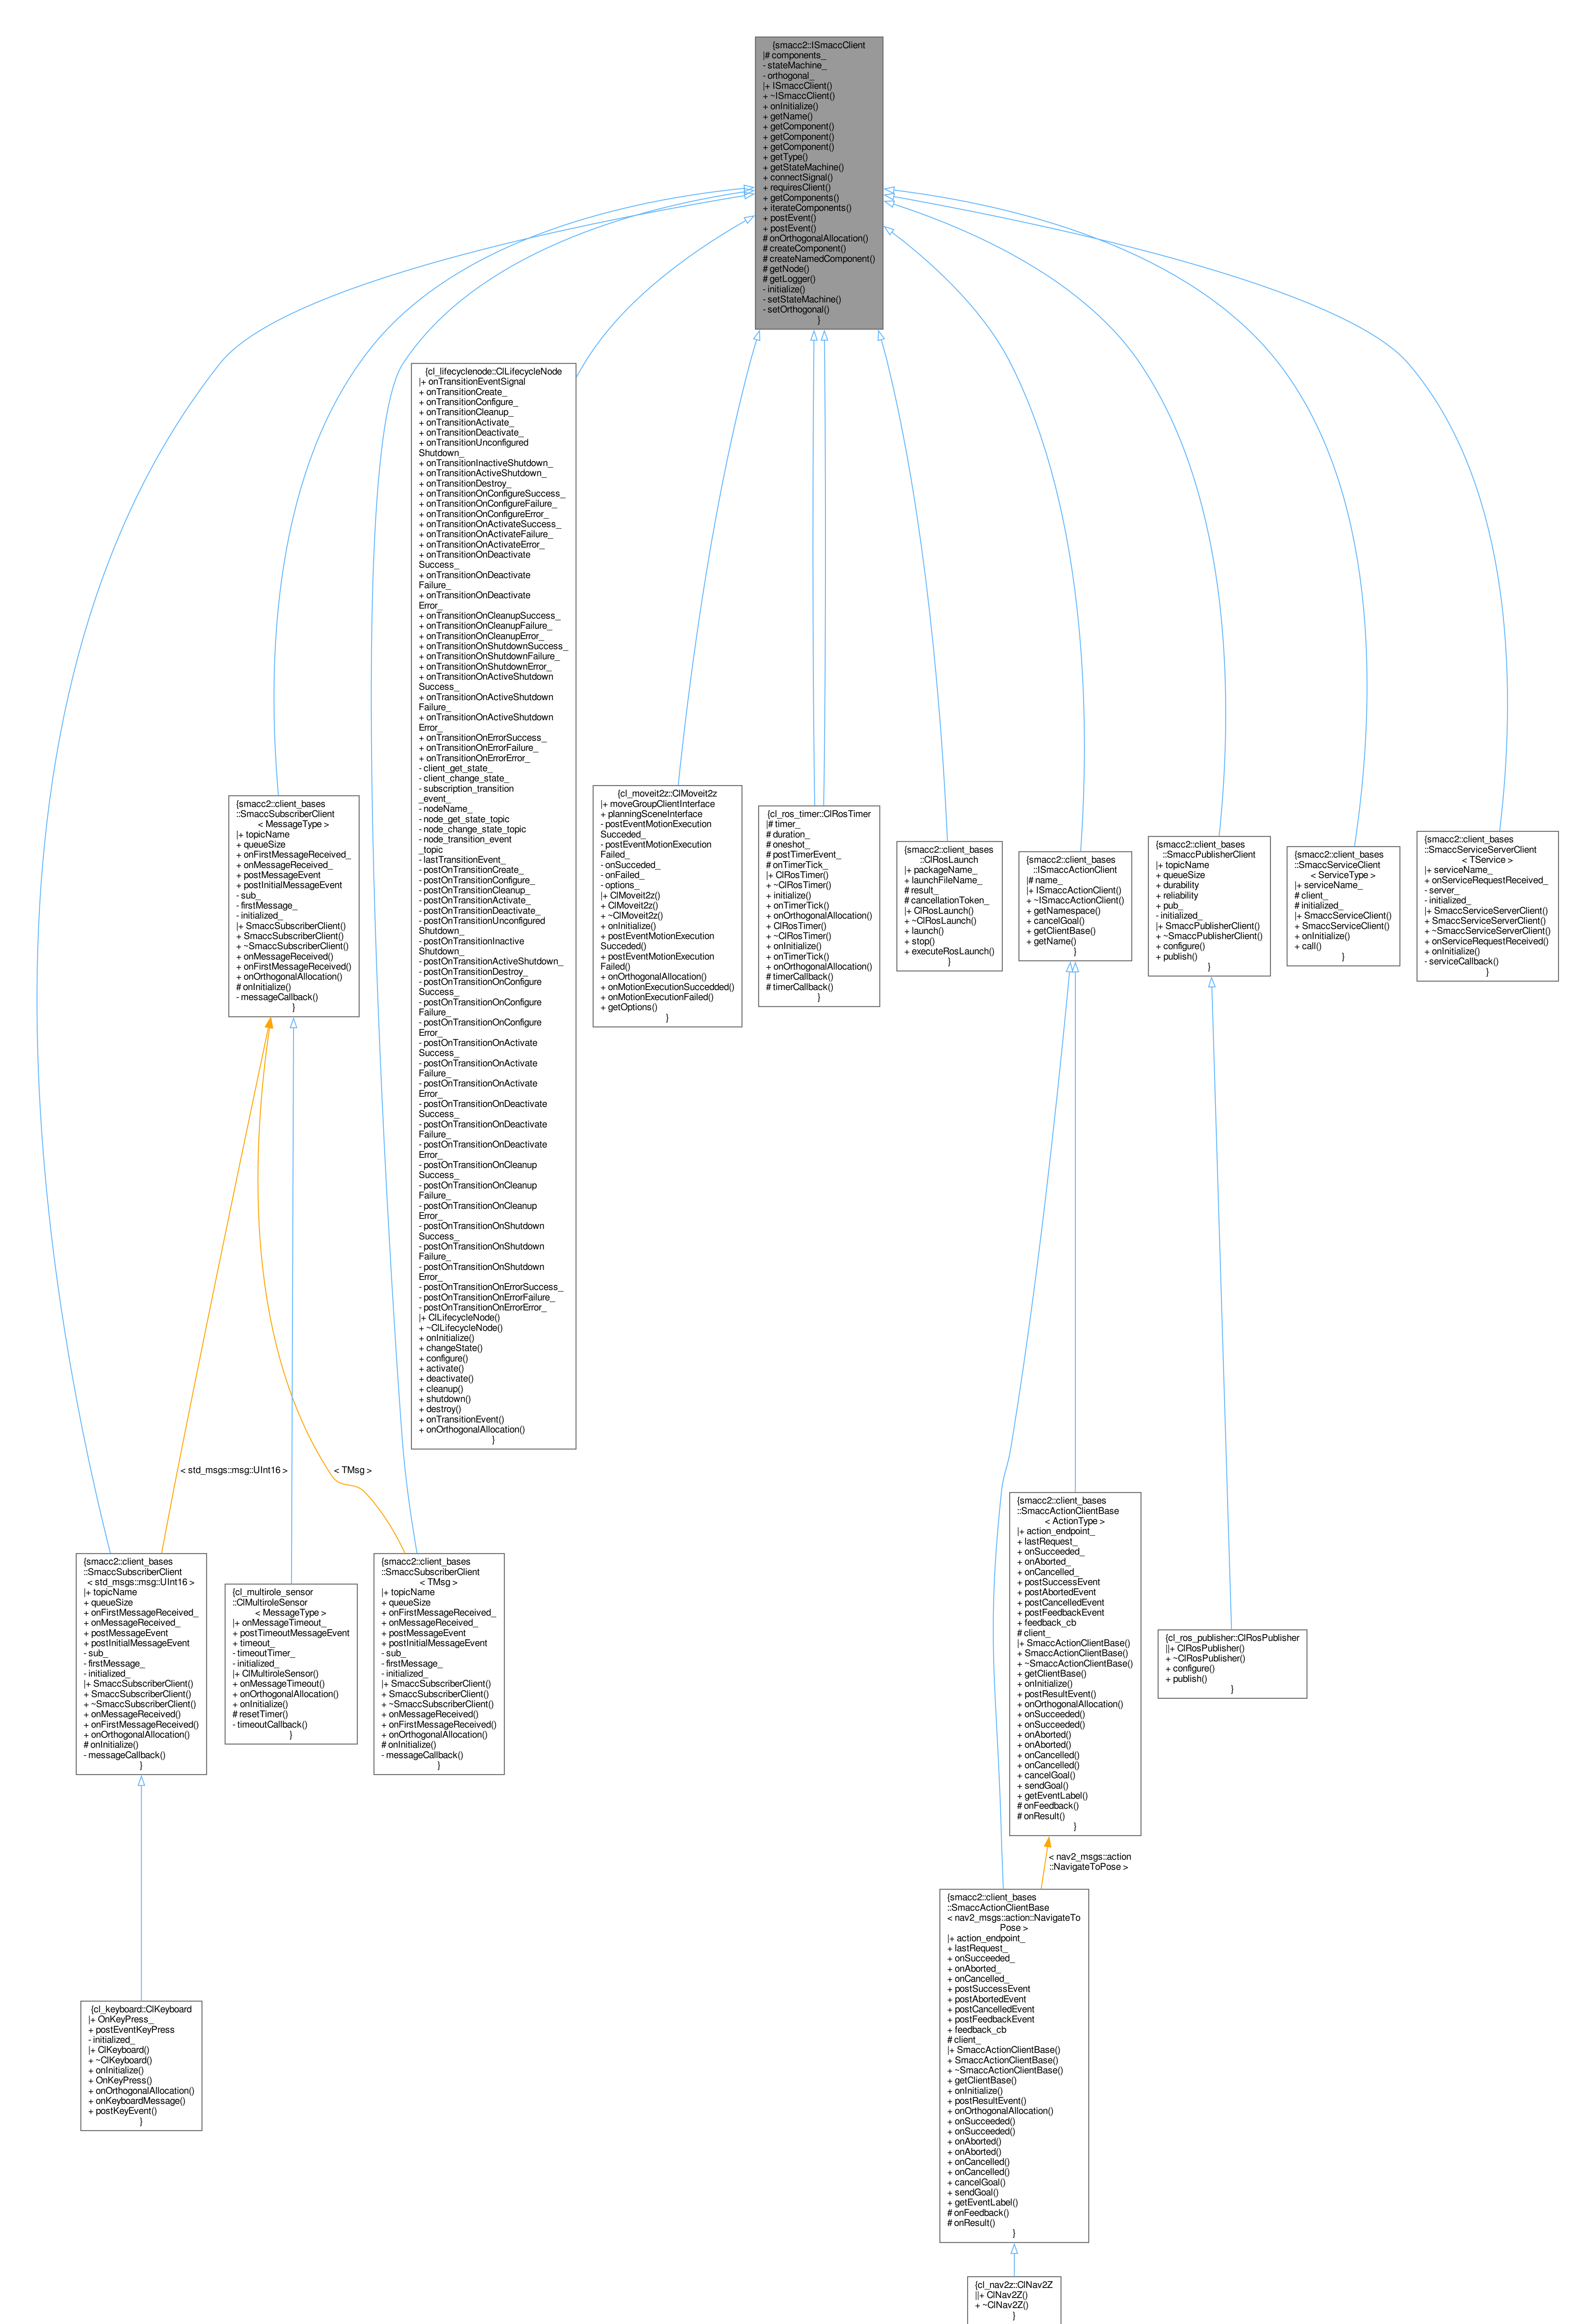 {smacc2::ISmaccClient
|# components_
- stateMachine_
- orthogonal_
|+ ISmaccClient()
+ ~ISmaccClient()
+ onInitialize()
+ getName()
+ getComponent()
+ getComponent()
+ getComponent()
+ getType()
+ getStateMachine()
+ connectSignal()
+ requiresClient()
+ getComponents()
+ iterateComponents()
+ postEvent()
+ postEvent()
# onOrthogonalAllocation()
# createComponent()
# createNamedComponent()
# getNode()
# getLogger()
- initialize()
- setStateMachine()
- setOrthogonal()
}
{cl_lifecyclenode::ClLifecycleNode
|+ onTransitionEventSignal
+ onTransitionCreate_
+ onTransitionConfigure_
+ onTransitionCleanup_
+ onTransitionActivate_
+ onTransitionDeactivate_
+ onTransitionUnconfigured
Shutdown_
+ onTransitionInactiveShutdown_
+ onTransitionActiveShutdown_
+ onTransitionDestroy_
+ onTransitionOnConfigureSuccess_
+ onTransitionOnConfigureFailure_
+ onTransitionOnConfigureError_
+ onTransitionOnActivateSuccess_
+ onTransitionOnActivateFailure_
+ onTransitionOnActivateError_
+ onTransitionOnDeactivate
Success_
+ onTransitionOnDeactivate
Failure_
+ onTransitionOnDeactivate
Error_
+ onTransitionOnCleanupSuccess_
+ onTransitionOnCleanupFailure_
+ onTransitionOnCleanupError_
+ onTransitionOnShutdownSuccess_
+ onTransitionOnShutdownFailure_
+ onTransitionOnShutdownError_
+ onTransitionOnActiveShutdown
Success_
+ onTransitionOnActiveShutdown
Failure_
+ onTransitionOnActiveShutdown
Error_
+ onTransitionOnErrorSuccess_
+ onTransitionOnErrorFailure_
+ onTransitionOnErrorError_
- client_get_state_
- client_change_state_
- subscription_transition
_event_
- nodeName_
- node_get_state_topic
- node_change_state_topic
- node_transition_event
_topic
- lastTransitionEvent_
- postOnTransitionCreate_
- postOnTransitionConfigure_
- postOnTransitionCleanup_
- postOnTransitionActivate_
- postOnTransitionDeactivate_
- postOnTransitionUnconfigured
Shutdown_
- postOnTransitionInactive
Shutdown_
- postOnTransitionActiveShutdown_
- postOnTransitionDestroy_
- postOnTransitionOnConfigure
Success_
- postOnTransitionOnConfigure
Failure_
- postOnTransitionOnConfigure
Error_
- postOnTransitionOnActivate
Success_
- postOnTransitionOnActivate
Failure_
- postOnTransitionOnActivate
Error_
- postOnTransitionOnDeactivate
Success_
- postOnTransitionOnDeactivate
Failure_
- postOnTransitionOnDeactivate
Error_
- postOnTransitionOnCleanup
Success_
- postOnTransitionOnCleanup
Failure_
- postOnTransitionOnCleanup
Error_
- postOnTransitionOnShutdown
Success_
- postOnTransitionOnShutdown
Failure_
- postOnTransitionOnShutdown
Error_
- postOnTransitionOnErrorSuccess_
- postOnTransitionOnErrorFailure_
- postOnTransitionOnErrorError_
|+ ClLifecycleNode()
+ ~ClLifecycleNode()
+ onInitialize()
+ changeState()
+ configure()
+ activate()
+ deactivate()
+ cleanup()
+ shutdown()
+ destroy()
+ onTransitionEvent()
+ onOrthogonalAllocation()
}
{smacc2::client_bases
::SmaccSubscriberClient
< MessageType >
|+ topicName
+ queueSize
+ onFirstMessageReceived_
+ onMessageReceived_
+ postMessageEvent
+ postInitialMessageEvent
- sub_
- firstMessage_
- initialized_
|+ SmaccSubscriberClient()
+ SmaccSubscriberClient()
+ ~SmaccSubscriberClient()
+ onMessageReceived()
+ onFirstMessageReceived()
+ onOrthogonalAllocation()
# onInitialize()
- messageCallback()
}
{cl_moveit2z::ClMoveit2z
|+ moveGroupClientInterface
+ planningSceneInterface
- postEventMotionExecution
Succeded_
- postEventMotionExecution
Failed_
- onSucceded_
- onFailed_
- options_
|+ ClMoveit2z()
+ ClMoveit2z()
+ ~ClMoveit2z()
+ onInitialize()
+ postEventMotionExecution
Succeded()
+ postEventMotionExecution
Failed()
+ onOrthogonalAllocation()
+ onMotionExecutionSuccedded()
+ onMotionExecutionFailed()
+ getOptions()
}
{cl_ros_timer::ClRosTimer
|# timer_
# duration_
# oneshot_
# postTimerEvent_
# onTimerTick_
|+ ClRosTimer()
+ ~ClRosTimer()
+ initialize()
+ onTimerTick()
+ onOrthogonalAllocation()
+ ClRosTimer()
+ ~ClRosTimer()
+ onInitialize()
+ onTimerTick()
+ onOrthogonalAllocation()
# timerCallback()
# timerCallback()
}
{smacc2::client_bases
::ClRosLaunch
|+ packageName_
+ launchFileName_
# result_
# cancellationToken_
|+ ClRosLaunch()
+ ~ClRosLaunch()
+ launch()
+ stop()
+ executeRosLaunch()
}
{smacc2::client_bases
::ISmaccActionClient
|# name_
|+ ISmaccActionClient()
+ ~ISmaccActionClient()
+ getNamespace()
+ cancelGoal()
+ getClientBase()
+ getName()
}
{smacc2::client_bases
::SmaccPublisherClient
|+ topicName
+ queueSize
+ durability
+ reliability
+ pub_
- initialized_
|+ SmaccPublisherClient()
+ ~SmaccPublisherClient()
+ configure()
+ publish()
}
{smacc2::client_bases
::SmaccServiceClient
< ServiceType >
|+ serviceName_
# client_
# initialized_
|+ SmaccServiceClient()
+ SmaccServiceClient()
+ onInitialize()
+ call()
}
{smacc2::client_bases
::SmaccServiceServerClient
< TService >
|+ serviceName_
+ onServiceRequestReceived_
- server_
- initialized_
|+ SmaccServiceServerClient()
+ SmaccServiceServerClient()
+ ~SmaccServiceServerClient()
+ onServiceRequestReceived()
+ onInitialize()
- serviceCallback()
}
< std_msgs::msg::UInt16 >
< TMsg >
{smacc2::client_bases
::SmaccSubscriberClient
< std_msgs::msg::UInt16 >
|+ topicName
+ queueSize
+ onFirstMessageReceived_
+ onMessageReceived_
+ postMessageEvent
+ postInitialMessageEvent
- sub_
- firstMessage_
- initialized_
|+ SmaccSubscriberClient()
+ SmaccSubscriberClient()
+ ~SmaccSubscriberClient()
+ onMessageReceived()
+ onFirstMessageReceived()
+ onOrthogonalAllocation()
# onInitialize()
- messageCallback()
}
{cl_multirole_sensor
::ClMultiroleSensor
< MessageType >
|+ onMessageTimeout_
+ postTimeoutMessageEvent
+ timeout_
- timeoutTimer_
- initialized_
|+ ClMultiroleSensor()
+ onMessageTimeout()
+ onOrthogonalAllocation()
+ onInitialize()
# resetTimer()
- timeoutCallback()
}
{smacc2::client_bases
::SmaccSubscriberClient
< TMsg >
|+ topicName
+ queueSize
+ onFirstMessageReceived_
+ onMessageReceived_
+ postMessageEvent
+ postInitialMessageEvent
- sub_
- firstMessage_
- initialized_
|+ SmaccSubscriberClient()
+ SmaccSubscriberClient()
+ ~SmaccSubscriberClient()
+ onMessageReceived()
+ onFirstMessageReceived()
+ onOrthogonalAllocation()
# onInitialize()
- messageCallback()
}
{smacc2::client_bases
::SmaccActionClientBase
< ActionType >
|+ action_endpoint_
+ lastRequest_
+ onSucceeded_
+ onAborted_
+ onCancelled_
+ postSuccessEvent
+ postAbortedEvent
+ postCancelledEvent
+ postFeedbackEvent
+ feedback_cb
# client_
|+ SmaccActionClientBase()
+ SmaccActionClientBase()
+ ~SmaccActionClientBase()
+ getClientBase()
+ onInitialize()
+ postResultEvent()
+ onOrthogonalAllocation()
+ onSucceeded()
+ onSucceeded()
+ onAborted()
+ onAborted()
+ onCancelled()
+ onCancelled()
+ cancelGoal()
+ sendGoal()
+ getEventLabel()
# onFeedback()
# onResult()
}
{cl_ros_publisher::ClRosPublisher
||+ ClRosPublisher()
+ ~ClRosPublisher()
+ configure()
+ publish()
}
< nav2_msgs::action
::NavigateToPose >
{smacc2::client_bases
::SmaccActionClientBase
< nav2_msgs::action::NavigateTo
Pose >
|+ action_endpoint_
+ lastRequest_
+ onSucceeded_
+ onAborted_
+ onCancelled_
+ postSuccessEvent
+ postAbortedEvent
+ postCancelledEvent
+ postFeedbackEvent
+ feedback_cb
# client_
|+ SmaccActionClientBase()
+ SmaccActionClientBase()
+ ~SmaccActionClientBase()
+ getClientBase()
+ onInitialize()
+ postResultEvent()
+ onOrthogonalAllocation()
+ onSucceeded()
+ onSucceeded()
+ onAborted()
+ onAborted()
+ onCancelled()
+ onCancelled()
+ cancelGoal()
+ sendGoal()
+ getEventLabel()
# onFeedback()
# onResult()
}
{cl_keyboard::ClKeyboard
|+ OnKeyPress_
+ postEventKeyPress
- initialized_
|+ ClKeyboard()
+ ~ClKeyboard()
+ onInitialize()
+ OnKeyPress()
+ onOrthogonalAllocation()
+ onKeyboardMessage()
+ postKeyEvent()
}
{cl_nav2z::ClNav2Z
||+ ClNav2Z()
+ ~ClNav2Z()
}